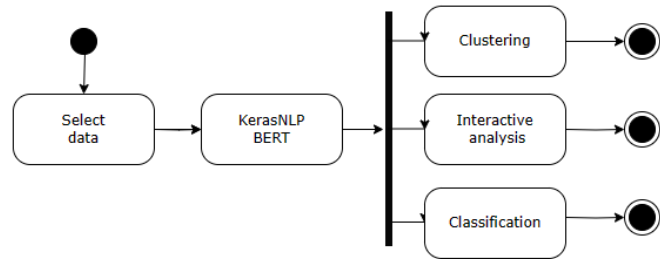 Select
data
KerasNLP
BERT
Clustering
Interactive
analysis
Classification